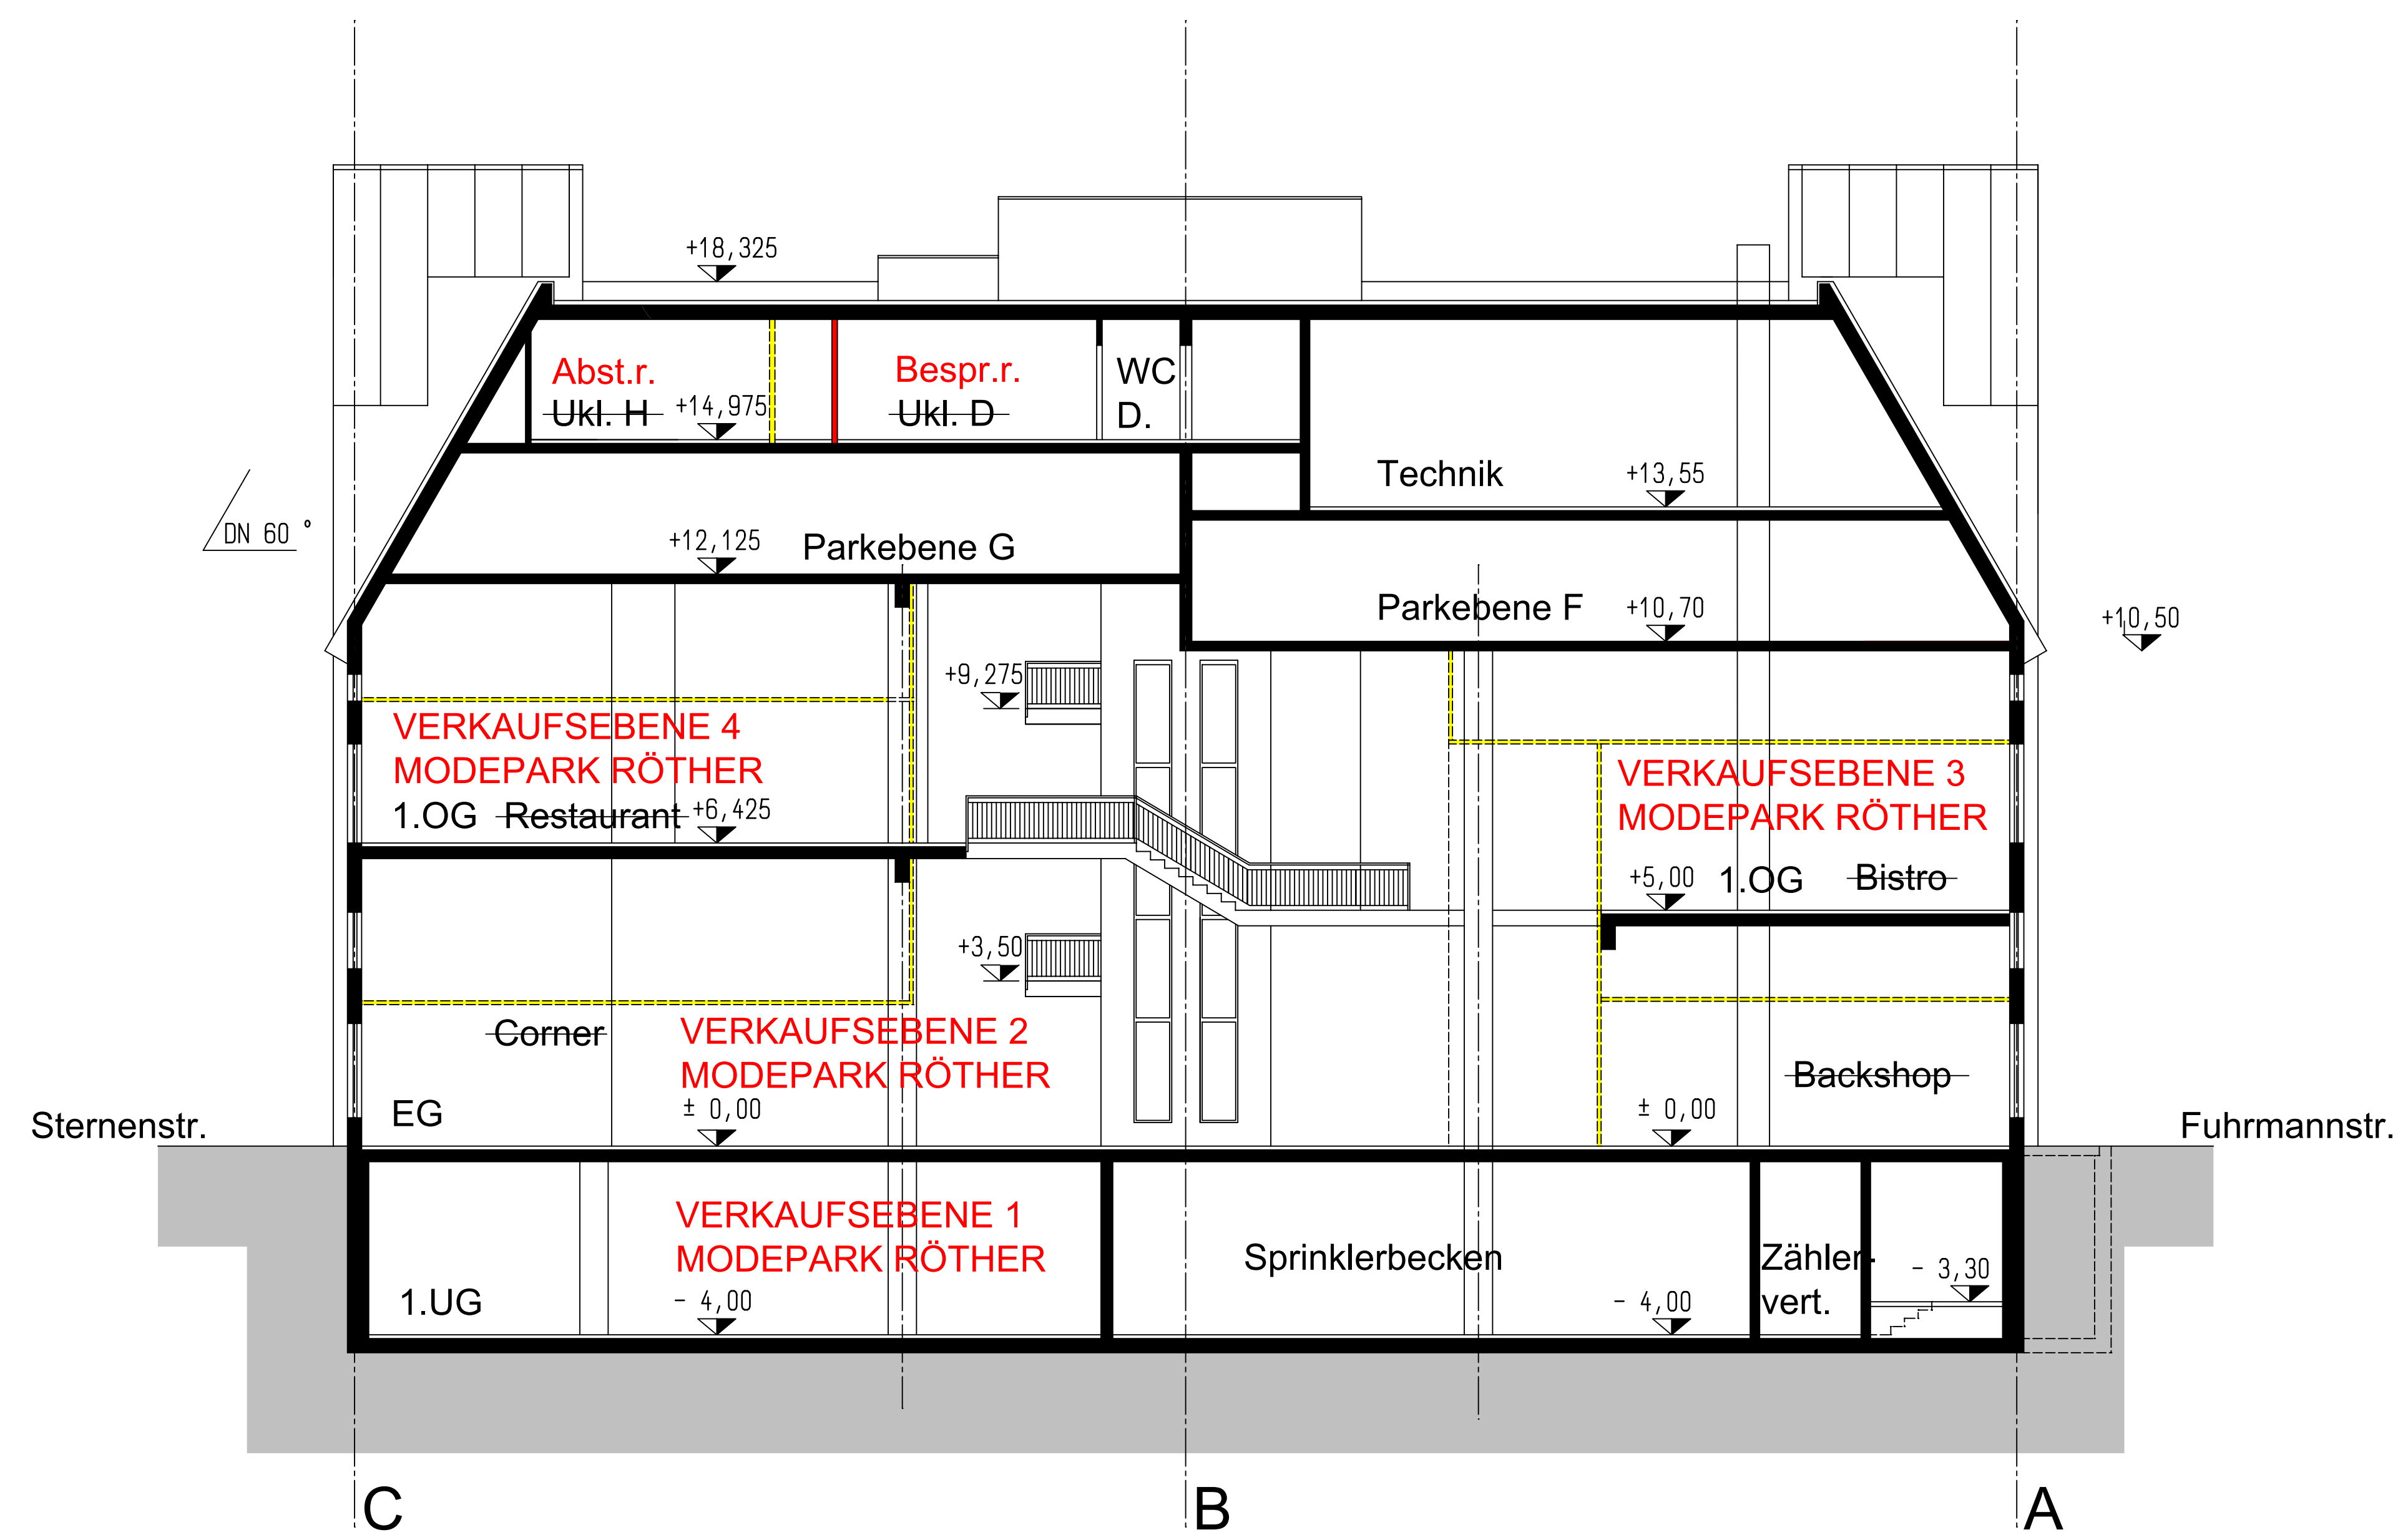 +18,325
Abst.r.
Ukl. H
+14,975
Bespr.r.
Ukl. D
WC
D.
Technik
+13,55
DN 60 °
+12,125
Parkebene G
Parkebene F
+10,70
+10,50
+9,275
VERKAUFSEBENE 4
MODEPARK RÖTHER
1.OG Restaurant +6,425
VERKAUFSEBENE 3
MODEPARK RÖTHER
+5,00 1.OG Bistro
+3,50
Corner
VERKAUFSEBENE 2
MODEPARK RÖTHER
Backshop
EG
± 0,00
± 0,00
Sternenstr.
Fuhrmannstr.
VERKAUFSEBENE 1
MODEPARK RÖTHER
1.UG
- 4,00
Sprinklerbecken
- 4,00
Zähler-
vert.
- 3,30
C
B
A